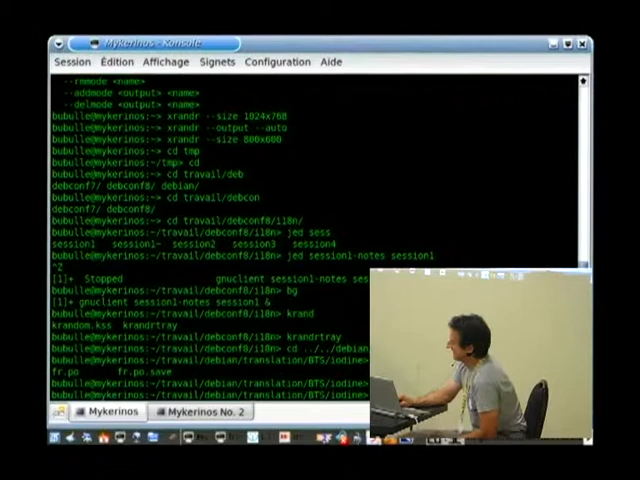 Mykerinos - Konsole
Session Édition Affichage Signets Configuration Aide
--rmmode <name>
--addmode <output> <name>
--delmode <output> <name>
bubulle@mykerinos:~> xrandr --size 1024x768
bubulle@mykerinos:~> xrandr --output --auto
bubulle@mykerinos:~> xrandr --size 800x600
bubulle@mykerinos:~> cd tmp
bubulle@mykerinos:~/tmp> cd
bubulle@mykerinos:~> cd travail/deb
debconf7/ debconf8/ debian/
bubulle@mykerinos:~> cd travail/debcon
debconf7/ debconf8/
bubulle@mykerinos:~> cd travail/debconf8/i18n/
bubulle@mykerinos:~/travail/debconf8/i18n> jed sess
session1 session1~ session2 session3 session4
bubulle@mykerinos:~/travail/debconf8/i18n> jed session1-notes session1
^Z
[1]+ Stopped gnuclient session1-notes ses
bubulle@mykerinos:~/travail/debconf8/i18n> bg
[1]+ gnuclient session1-notes session1 &
bubulle@mykerinos:~/travail/debconf8/i18n> krand
krandom.kss krandrtray
bubulle@mykerinos:~/travail/debconf8/i18n> krandrtray
bubulle@mykerinos:~/travail/debconf8/i18n> cd ../../debian
bubulle@mykerinos:~/travail/debian/translation/BTS/iodine>
fr.po fr.po.save
bubulle@mykerinos:~/travail/debian/translation/BTS/iodine>
bubulle@mykerinos:~/travail/debian/translation/BTS/iodine>
Mykerinos Mykerinos No. 2